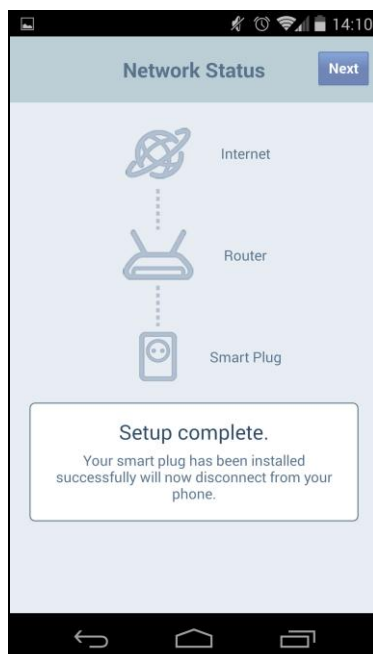 14:10
Network Status
Next
Internet
Router
Smart Plug
Setup complete.
Your smart plug has been installed
successfully will now disconnect from your
phone.